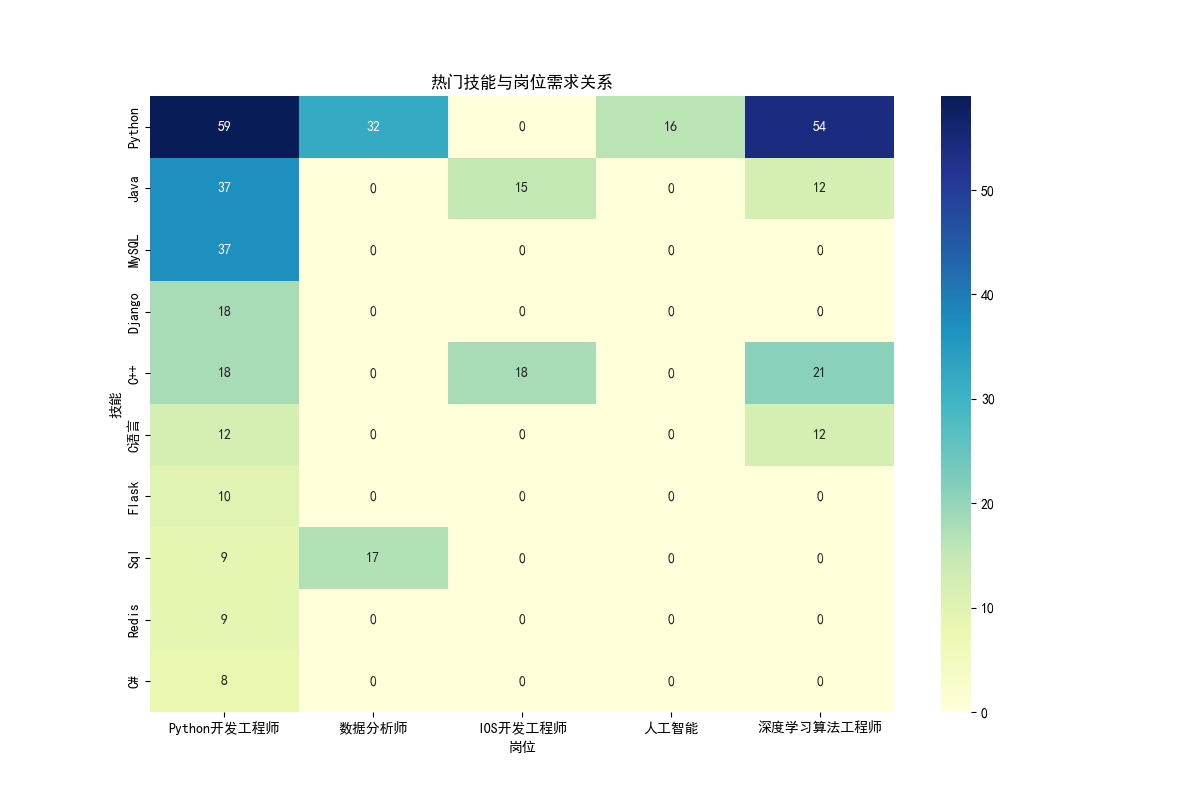 热门技能与岗位需求关系
Python 59 32 0 16 54
Java 37 0 15 0 12
MySQL 37 0 0 0 0
Django 18 0 0 0 0
C++ 18 0 18 0 21
技能
C语言 12 0 0 0 12
Flask 10 0 0 0 0
Sql 9 17 0 0 0
Redis 9 0 0 0 0
C# 8 0 0 0 0
Python开发工程师 数据分析师 IOS开发工程师 人工智能 深度学习算法工程师
岗位
50
40
30
20
10
0